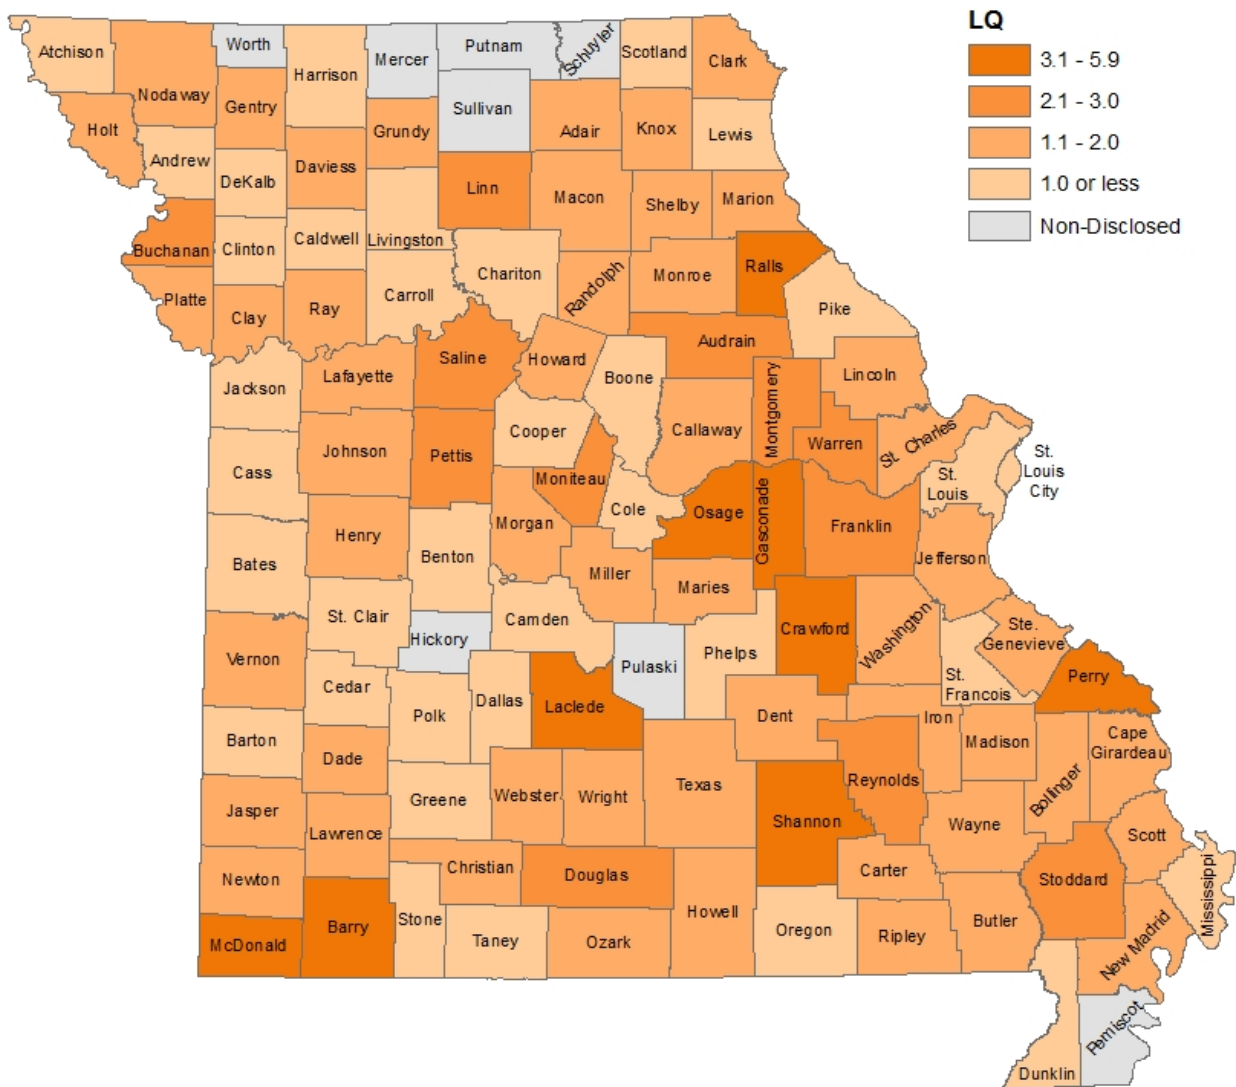 LQ
3.1 - 5.9
2.1 - 3.0
1.1 - 2.0
1.0 or less
Non-Disclosed
Atchison
Nodaway
Worth
Harrison
Mercer
Putnam
Schuyler
Scotland
Clark
Holt
Gentry
Sullivan
Andrew
DeKalb
Daviess
Grundy
Adair
Knox
Lewis
Linn
Macon
Shelby
Marion
Buchanan
Clinton
Caldwell
Livingston
Chariton
Randolph
Monroe
Ralls
Pike
Platte
Clay
Ray
Carroll
Saline
Howard
Boone
Audrain
Jackson
Lafayette
Cooper
Callaway
Montgomery
Lincoln
Warren
St. Charles
St.
Louis
St.
Louis
City
Cass
Johnson
Pettis
Moniteau
Cole
Osage
Gasconade
Franklin
Jefferson
Bates
Henry
Benton
Morgan
Miller
Maries
St. Clair
Hickory
Camden
Pulaski
Phelps
Crawford
Washington
Ste.
Genevieve
St.
Francois
Perry
Vernon
Cedar
Polk
Dallas
Laclede
Dent
Iron
Madison
Bollinger
Cape
Girardeau
Barton
Dade
Greene
Webster
Wright
Texas
Shannon
Reynolds
Wayne
Scott
Mississippi
Jasper
Lawrence
Christian
Douglas
Howell
Carter
Butler
Stoddard
New Madrid
Newton
McDonald
Barry
Stone
Taney
Ozark
Oregon
Ripley
Dunklin
Pemiscot